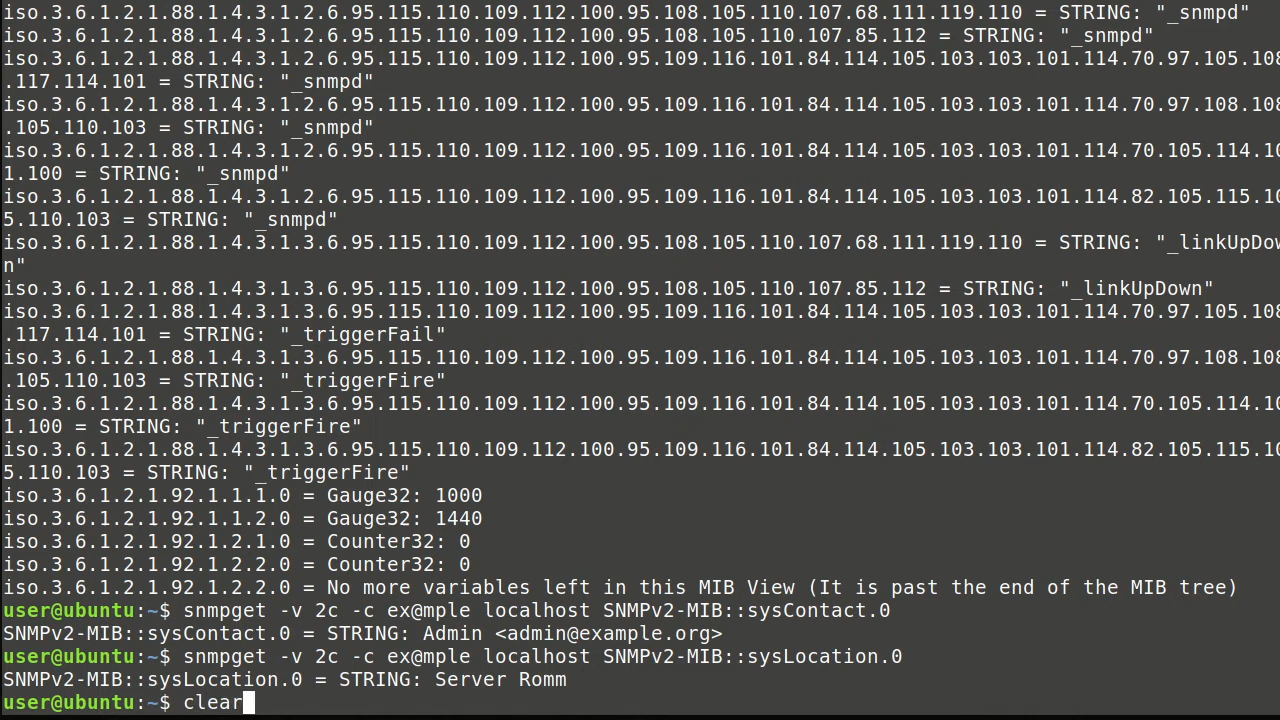 iso.3.6.1.2.1.88.1.4.3.1.2.6.95.115.110.109.112.100.95.108.105.110.107.68.111.119.110 = STRING: "_snmpd"
iso.3.6.1.2.1.88.1.4.3.1.2.6.95.115.110.109.112.100.95.108.105.110.107.85.112 = STRING: "_snmpd"
iso.3.6.1.2.1.88.1.4.3.1.2.6.95.115.110.109.112.100.95.109.116.101.84.114.105.103.103.101.114.70.97.105.108
.117.114.101 = STRING: "_snmpd"
iso.3.6.1.2.1.88.1.4.3.1.2.6.95.115.110.109.112.100.95.109.116.101.84.114.105.103.103.101.114.70.97.108.108
.105.110.103 = STRING: "_snmpd"
iso.3.6.1.2.1.88.1.4.3.1.2.6.95.115.110.109.112.100.95.109.116.101.84.114.105.103.103.101.114.70.105.114.10
1.100 = STRING: "_snmpd"
iso.3.6.1.2.1.88.1.4.3.1.2.6.95.115.110.109.112.100.95.109.116.101.84.114.105.103.103.101.114.82.105.115.10
5.110.103 = STRING: "_snmpd"
iso.3.6.1.2.1.88.1.4.3.1.3.6.95.115.110.109.112.100.95.108.105.110.107.68.111.119.110 = STRING: "_linkUpDow
n"
iso.3.6.1.2.1.88.1.4.3.1.3.6.95.115.110.109.112.100.95.108.105.110.107.85.112 = STRING: "_linkUpDown"
iso.3.6.1.2.1.88.1.4.3.1.3.6.95.115.110.109.112.100.95.109.116.101.84.114.105.103.103.101.114.70.97.105.108
.117.114.101 = STRING: "_triggerFail"
iso.3.6.1.2.1.88.1.4.3.1.3.6.95.115.110.109.112.100.95.109.116.101.84.114.105.103.103.101.114.70.97.108.108
.105.110.103 = STRING: "_triggerFire"
iso.3.6.1.2.1.88.1.4.3.1.3.6.95.115.110.109.112.100.95.109.116.101.84.114.105.103.103.101.114.70.105.114.10
1.100 = STRING: "_triggerFire"
iso.3.6.1.2.1.88.1.4.3.1.3.6.95.115.110.109.112.100.95.109.116.101.84.114.105.103.103.101.114.82.105.115.10
5.110.103 = STRING: "_triggerFire"
iso.3.6.1.2.1.92.1.1.1.0 = Gauge32: 1000
iso.3.6.1.2.1.92.1.1.2.0 = Gauge32: 1440
iso.3.6.1.2.1.92.1.2.1.0 = Counter32: 0
iso.3.6.1.2.1.92.1.2.2.0 = Counter32: 0
iso.3.6.1.2.1.92.1.2.2.0 = No more variables left in this MIB View (It is past the end of the MIB tree)
user@ubuntu:~$ snmpget -v 2c -c ex@mple localhost SNMPv2-MIB::sysContact.0
SNMPv2-MIB::sysContact.0 = STRING: Admin <admin@example.org>
user@ubuntu:~$ snmpget -v 2c -c ex@mple localhost SNMPv2-MIB::sysLocation.0
SNMPv2-MIB::sysLocation.0 = STRING: Server Romm
user@ubuntu:~$ clear